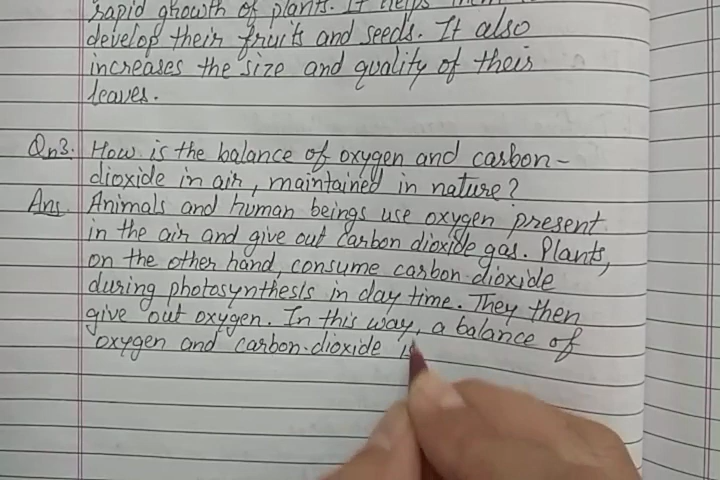 rapid growth of plants. It helps them
develop their fruits and seeds. It also
increases the size and quality of their
leaves.
Qn3. How is the balance of oxygen and carbon-
dioxide in air, maintained in nature?
Ans. Animals and human beings use oxygen present
in the air and give out carbon dioxide gas. Plants,
on the other hand, consume carbon-dioxide
during photosynthesis in day time. They then
give out oxygen. In this way, a balance of
oxygen and carbon-dioxide is